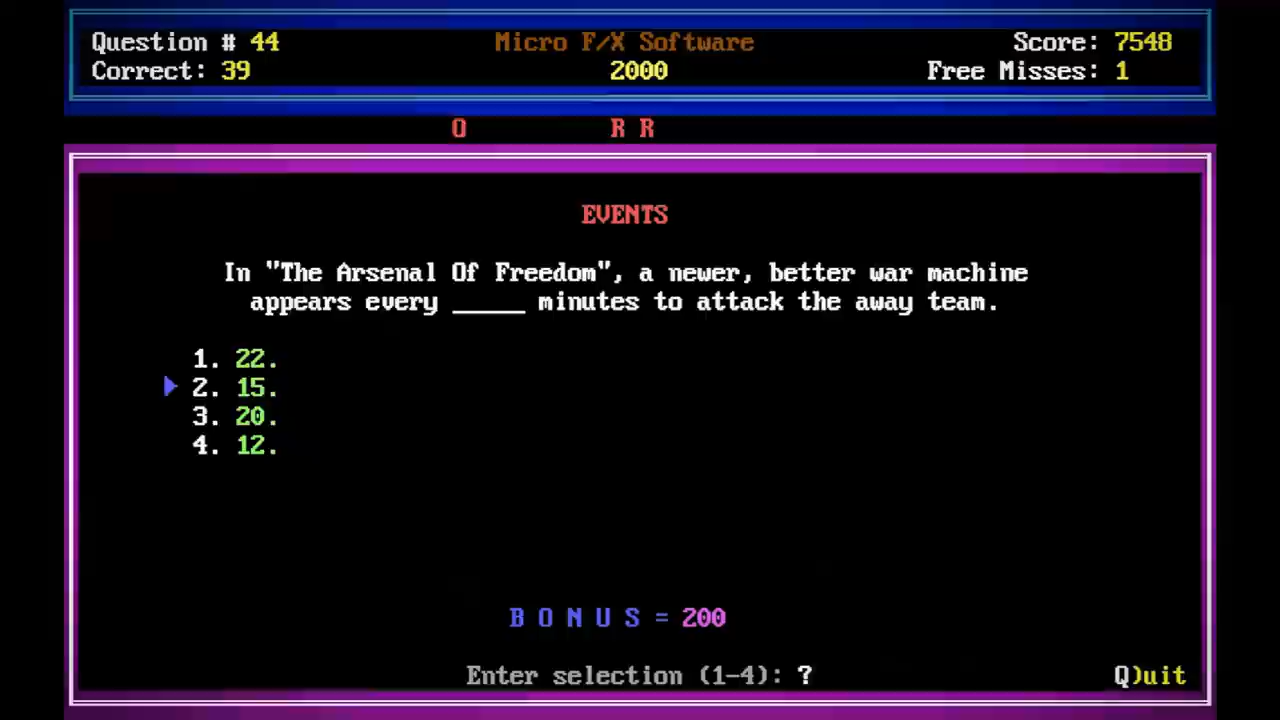 Question # 44 Micro F/X Software Score: 7548
Correct: 39 2000 Free Misses: 1
O R R
EVENTS
In "The Arsenal Of Freedom", a newer, better war machine
appears every _____ minutes to attack the away team.
1. 22.
2. 15.
3. 20.
4. 12.
B O N U S = 200
Enter selection (1-4): ? Q)uit